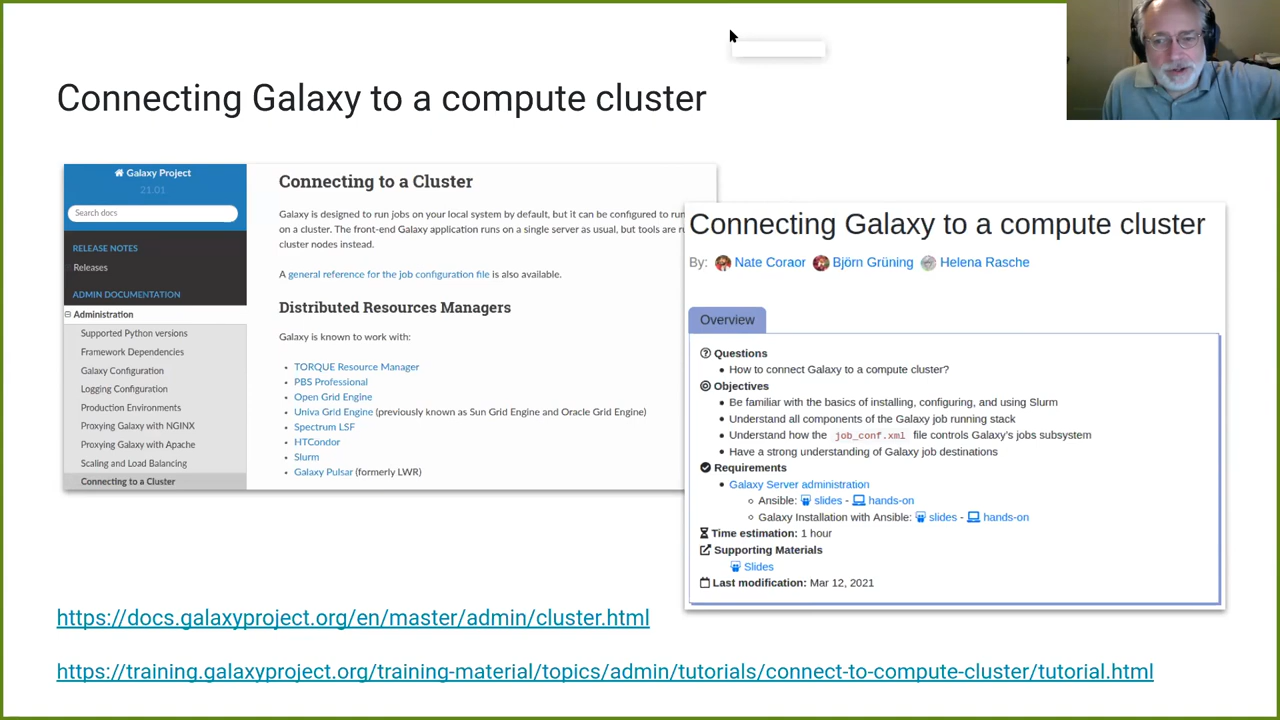 Connecting Galaxy to a compute cluster
Galaxy Project
21.01
Search docs
RELEASE NOTES
Releases
ADMIN DOCUMENTATION
Administration
Supported Python versions
Framework Dependencies
Galaxy Configuration
Logging Configuration
Production Environments
Proxying Galaxy with NGINX
Proxying Galaxy with Apache
Scaling and Load Balancing
Connecting to a Cluster
Connecting to a Cluster
Galaxy is designed to run jobs on your local system by default, but it can be configured to run
on a cluster. The front-end Galaxy application runs on a single server as usual, but tools are
cluster nodes instead.
A general reference for the job configuration file is also available.
Distributed Resources Managers
Galaxy is known to work with:
TORQUE Resource Manager
PBS Professional
Open Grid Engine
Univa Grid Engine (previously known as Sun Grid Engine and Oracle Grid Engine)
Spectrum LSF
HTCondor
Slurm
Galaxy Pulsar (formerly LWR)
Connecting Galaxy to a compute cluster
By: Nate Coraor Björn Grüning Helena Rasche
Overview
Questions
How to connect Galaxy to a compute cluster?
Objectives
Be familiar with the basics of installing, configuring, and using Slurm
Understand all components of the Galaxy job running stack
Understand how the job_conf.xml file controls Galaxy's jobs subsystem
Have a strong understanding of Galaxy job destinations
Requirements
Galaxy Server administration
Ansible: slides - hands-on
Galaxy Installation with Ansible: slides - hands-on
Time estimation: 1 hour
Supporting Materials
Slides
Last modification: Mar 12, 2021
https://docs.galaxyproject.org/en/master/admin/cluster.html
https://training.galaxyproject.org/training-material/topics/admin/tutorials/connect-to-compute-cluster/tutorial.html